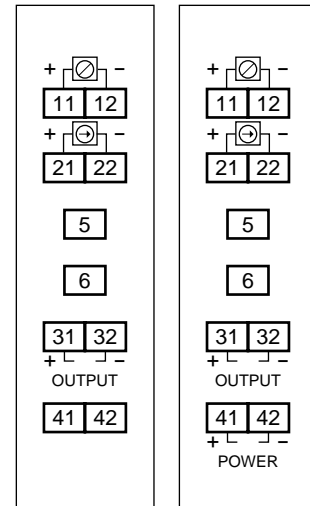 + − + −
11 12 11 12
+ − + −
21 22 21 22
5 5
6 6
31 32 31 32
+ − + −
OUTPUT OUTPUT
41 42 41 42
+ −
POWER